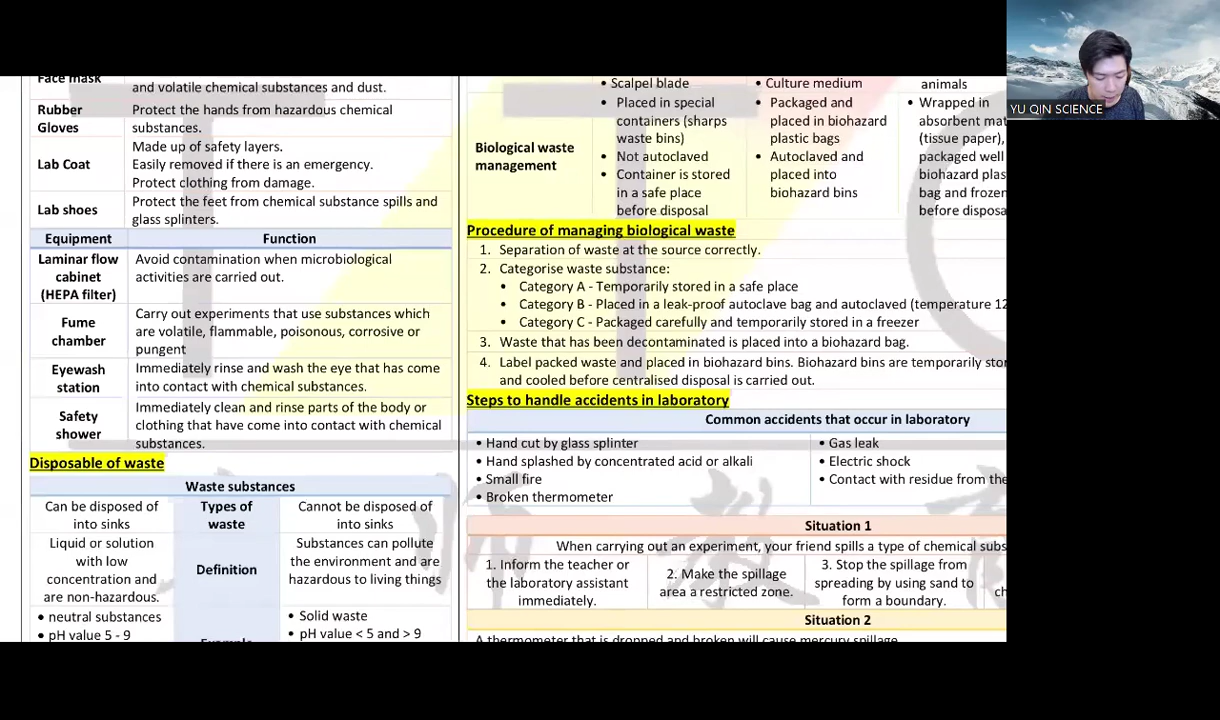 Face mask
and volatile chemical substances and dust.
Rubber
Gloves
Protect the hands from hazardous chemical
substances.
Lab Coat
Made up of safety layers.
Easily removed if there is an emergency.
Protect clothing from damage.
Lab shoes
Protect the feet from chemical substance spills and
glass splinters.
Equipment
Function
Laminar flow
cabinet
(HEPA filter)
Avoid contamination when microbiological
activities are carried out.
Fume
chamber
Carry out experiments that use substances which
are volatile, flammable, poisonous, corrosive or
pungent
Eyewash
station
Immediately rinse and wash the eye that has come
into contact with chemical substances.
Safety
shower
Immediately clean and rinse parts of the body or
clothing that have come into contact with chemical
substances.
Disposable of waste
Waste substances
Can be disposed of
into sinks
Types of
waste
Cannot be disposed of
into sinks
Liquid or solution
with low
concentration and
are non-hazardous.
Definition
Substances can pollute
the environment and are
hazardous to living things
• neutral substances
• pH value 5 - 9
• Solid waste
• pH value < 5 and > 9
• Scalpel blade
• Culture medium
animals
Biological waste
management
• Placed in special
containers (sharps
waste bins)
• Not autoclaved
• Container is stored
in a safe place
before disposal
• Packaged and
placed in biohazard
plastic bags
• Autoclaved and
placed into
biohazard bins
• Wrapped in
absorbent mat
(tissue paper),
packaged well
biohazard plas
bag and frozen
before disposa
Procedure of managing biological waste
1. Separation of waste at the source correctly.
2. Categorise waste substance:
• Category A - Temporarily stored in a safe place
• Category B - Placed in a leak-proof autoclave bag and autoclaved (temperature 12
• Category C - Packaged carefully and temporarily stored in a freezer
3. Waste that has been decontaminated is placed into a biohazard bag.
4. Label packed waste and placed in biohazard bins. Biohazard bins are temporarily stor
and cooled before centralised disposal is carried out.
Steps to handle accidents in laboratory
Common accidents that occur in laboratory
• Hand cut by glass splinter
• Hand splashed by concentrated acid or alkali
• Small fire
• Broken thermometer
• Gas leak
• Electric shock
• Contact with residue from the
Situation 1
When carrying out an experiment, your friend spills a type of chemical subs
1. Inform the teacher or
the laboratory assistant
immediately.
2. Make the spillage
area a restricted zone.
3. Stop the spillage from
spreading by using sand to
form a boundary.
ch
Situation 2
A thermometer that is dropped and broken will cause mercury spillage
YU QIN SCIENCE
師教商